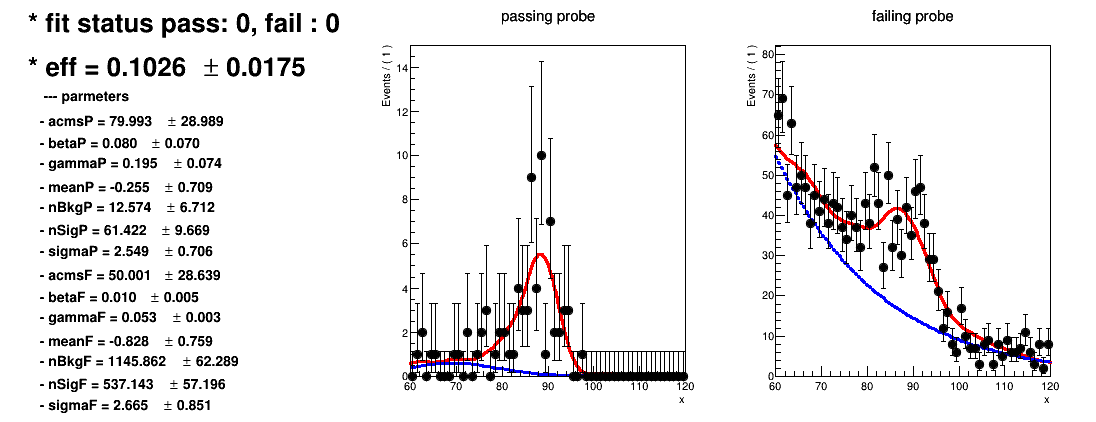 * fit status pass: 0, fail : 0
* eff = 0.1026 ± 0.0175
--- parmeters
- acmsP = 79.993 ± 28.989
- betaP = 0.080 ± 0.070
- gammaP = 0.195 ± 0.074
- meanP = -0.255 ± 0.709
- nBkgP = 12.574 ± 6.712
- nSigP = 61.422 ± 9.669
- sigmaP = 2.549 ± 0.706
- acmsF = 50.001 ± 28.639
- betaF = 0.010 ± 0.005
- gammaF = 0.053 ± 0.003
- meanF = -0.828 ± 0.759
- nBkgF = 1145.862 ± 62.289
- nSigF = 537.143 ± 57.196
- sigmaF = 2.665 ± 0.851
passing probe
Events / ( 1 )
14
12
10
8
6
4
2
0
60 70 80 90 100 110 120
x
failing probe
Events / ( 1 )
80
70
60
50
40
30
20
10
0
60 70 80 90 100 110 120
x